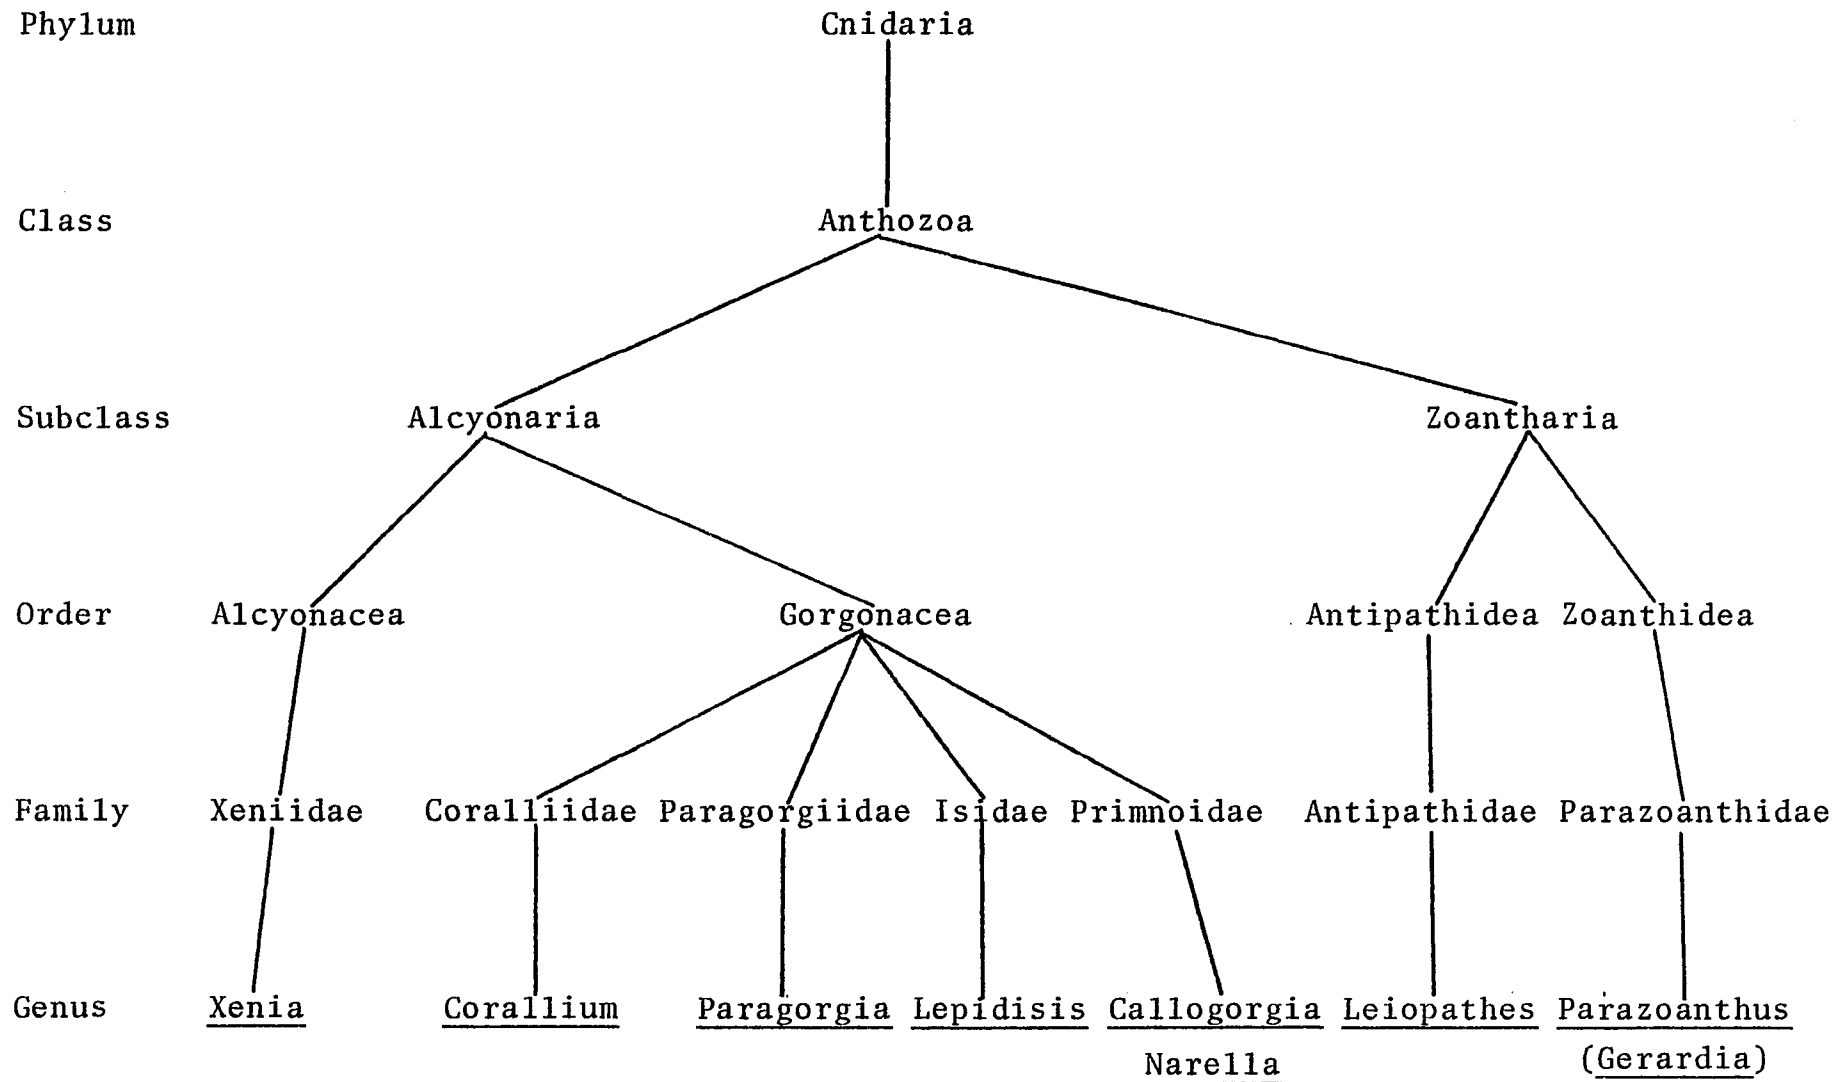 Phylum Cnidaria
Class Anthozoa
Subclass Alcyonaria Zoantharia
Order Alcyonacea Gorgonacea Antipathidea Zoanthidea
Family Xeniidae Coralliidae Paragorgiidae Isidae Primnoidae Antipathidae Parazoanthidae
Genus Xenia Corallium Paragorgia Lepidisis Callogorgia Leiopathes Parazoanthus
Narella (Gerardia)